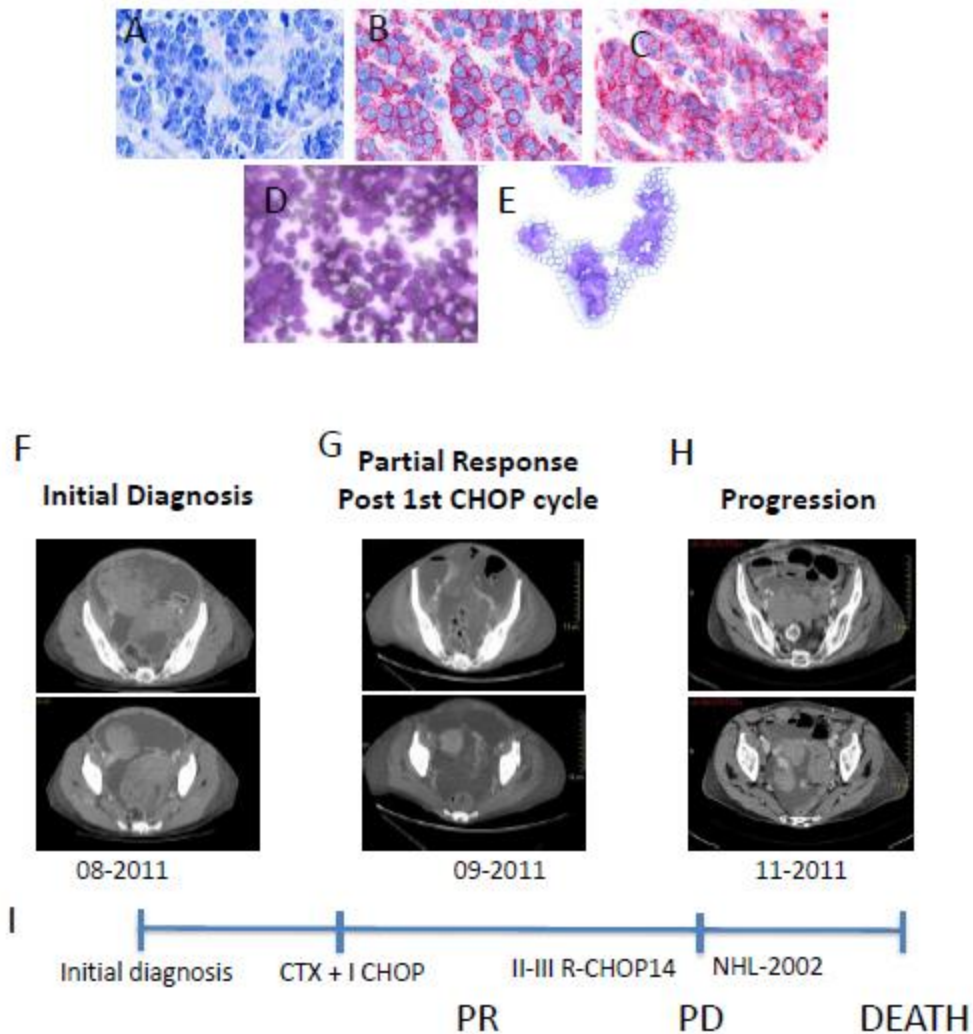 A
B
C
D
E
F
G
H
Initial Diagnosis
Partial Response
Post 1st CHOP cycle
Progression
08-2011
09-2011
11-2011
I
Initial diagnosis
CTX + I CHOP
II-III R-CHOP14
NHL-2002
PR
PD
DEATH